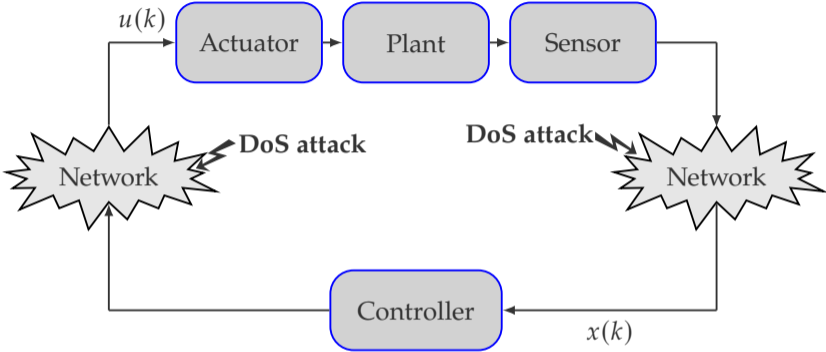 u(k)
Actuator
Plant
Sensor
DoS attack
DoS attack
Network
Network
Controller
x(k)